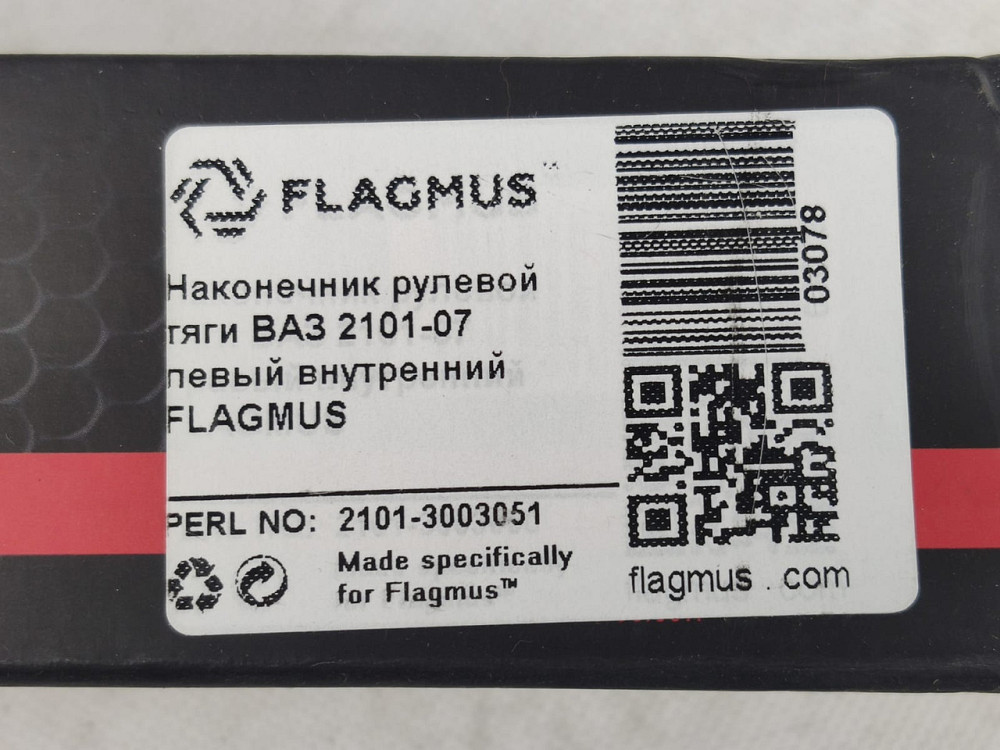 FLAGMUS
Наконечник рулевой
тяги ВАЗ 2101-07
левый внутренний
FLAGMUS
PERL NO: 2101-3003051
Made specifically
for Flagmus™
03078
flagmus . com